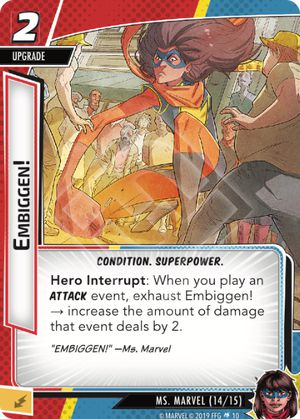 2
UPGRADE
EMBIGGEN!
CONDITION. SUPERPOWER.
Hero Interrupt: When you play an
ATTACK event, exhaust Embiggen!
→ increase the amount of damage
that event deals by 2.
"EMBIGGEN!" —Ms. Marvel
MS. MARVEL (14/15)
© MARVEL © 2019 FFG 10